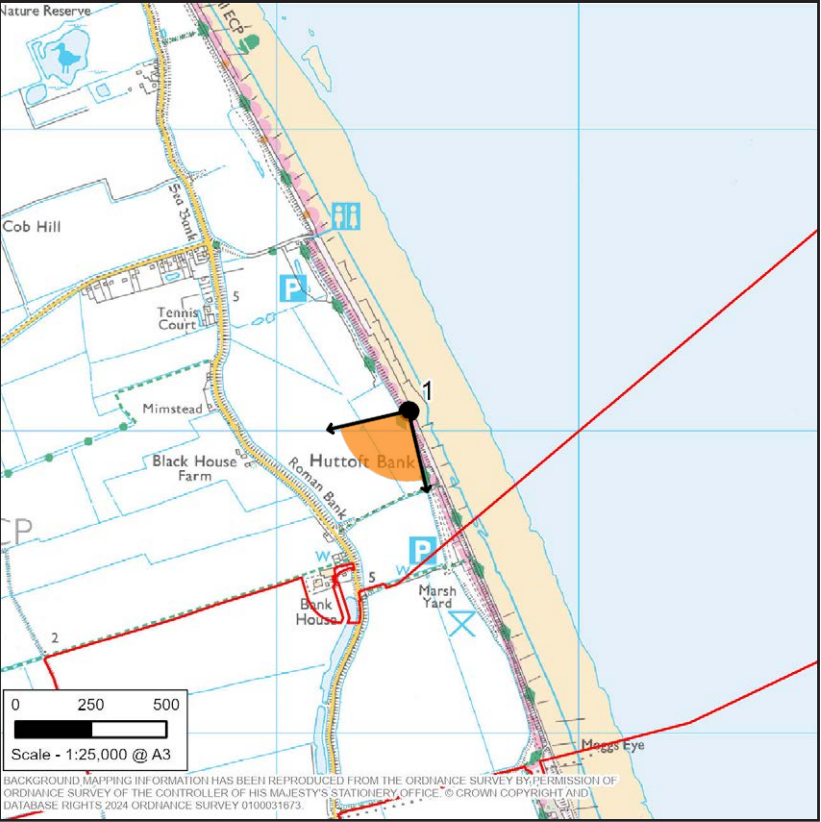 Nature Reserve
ECP
Sea Bank
Cob Hill
P
5
Tennis
Court
1
Mimstead
Black House
Farm
Roman Bank
Huttoft Bank
CP
P
W
W
5
Marsh
Yard
Bank
House
2
0 250 500
Scale - 1:25,000 @ A3
Moggs Eye
BACKGROUND MAPPING INFORMATION HAS BEEN REPRODUCED FROM THE ORDNANCE SURVEY BY PERMISSION OF
ORDNANCE SURVEY ON BEHALF OF THE CONTROLLER OF HIS MAJESTY'S STATIONERY OFFICE. © CROWN COPYRIGHT AND
DATABASE RIGHTS 2024 ORDNANCE SURVEY 0100031673.